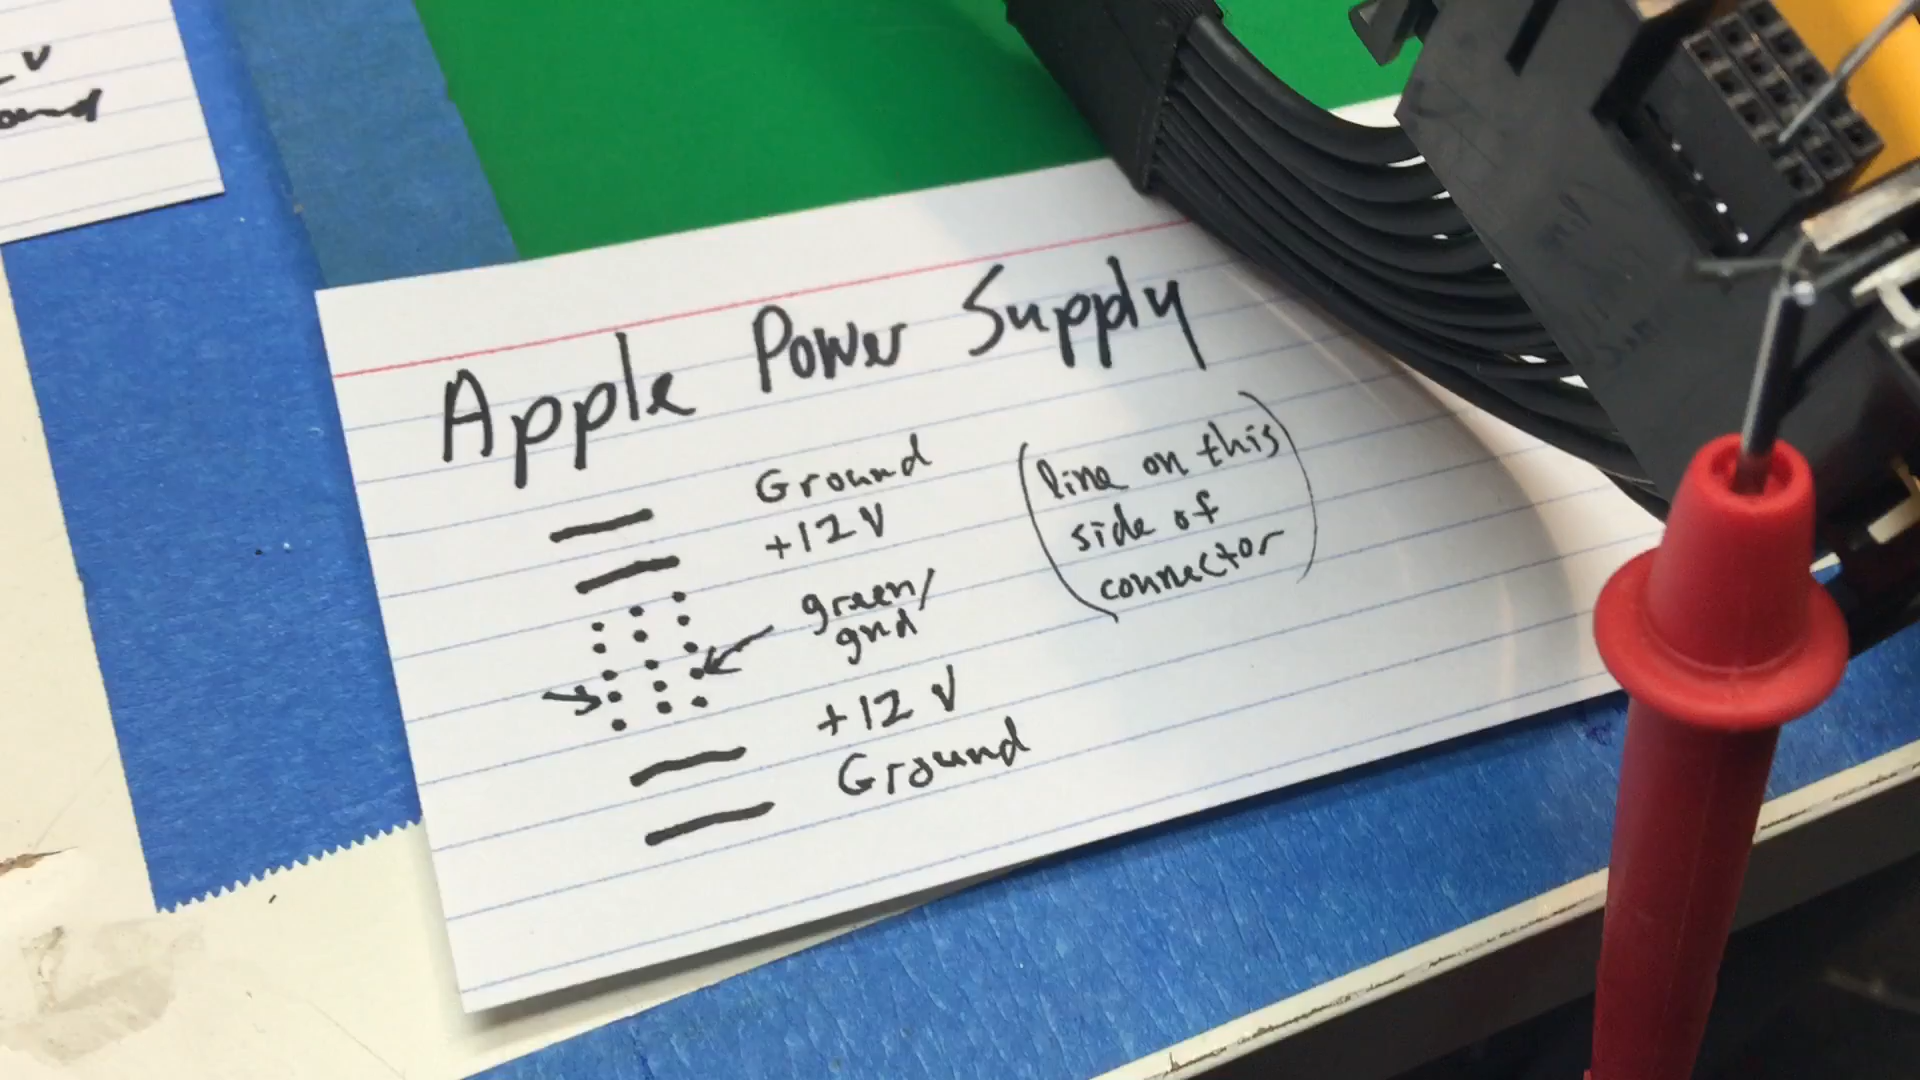 V
Apple Power Supply
Ground
+12 V
(line on this
side of
connector)
green/
gnd
+12 V
Ground